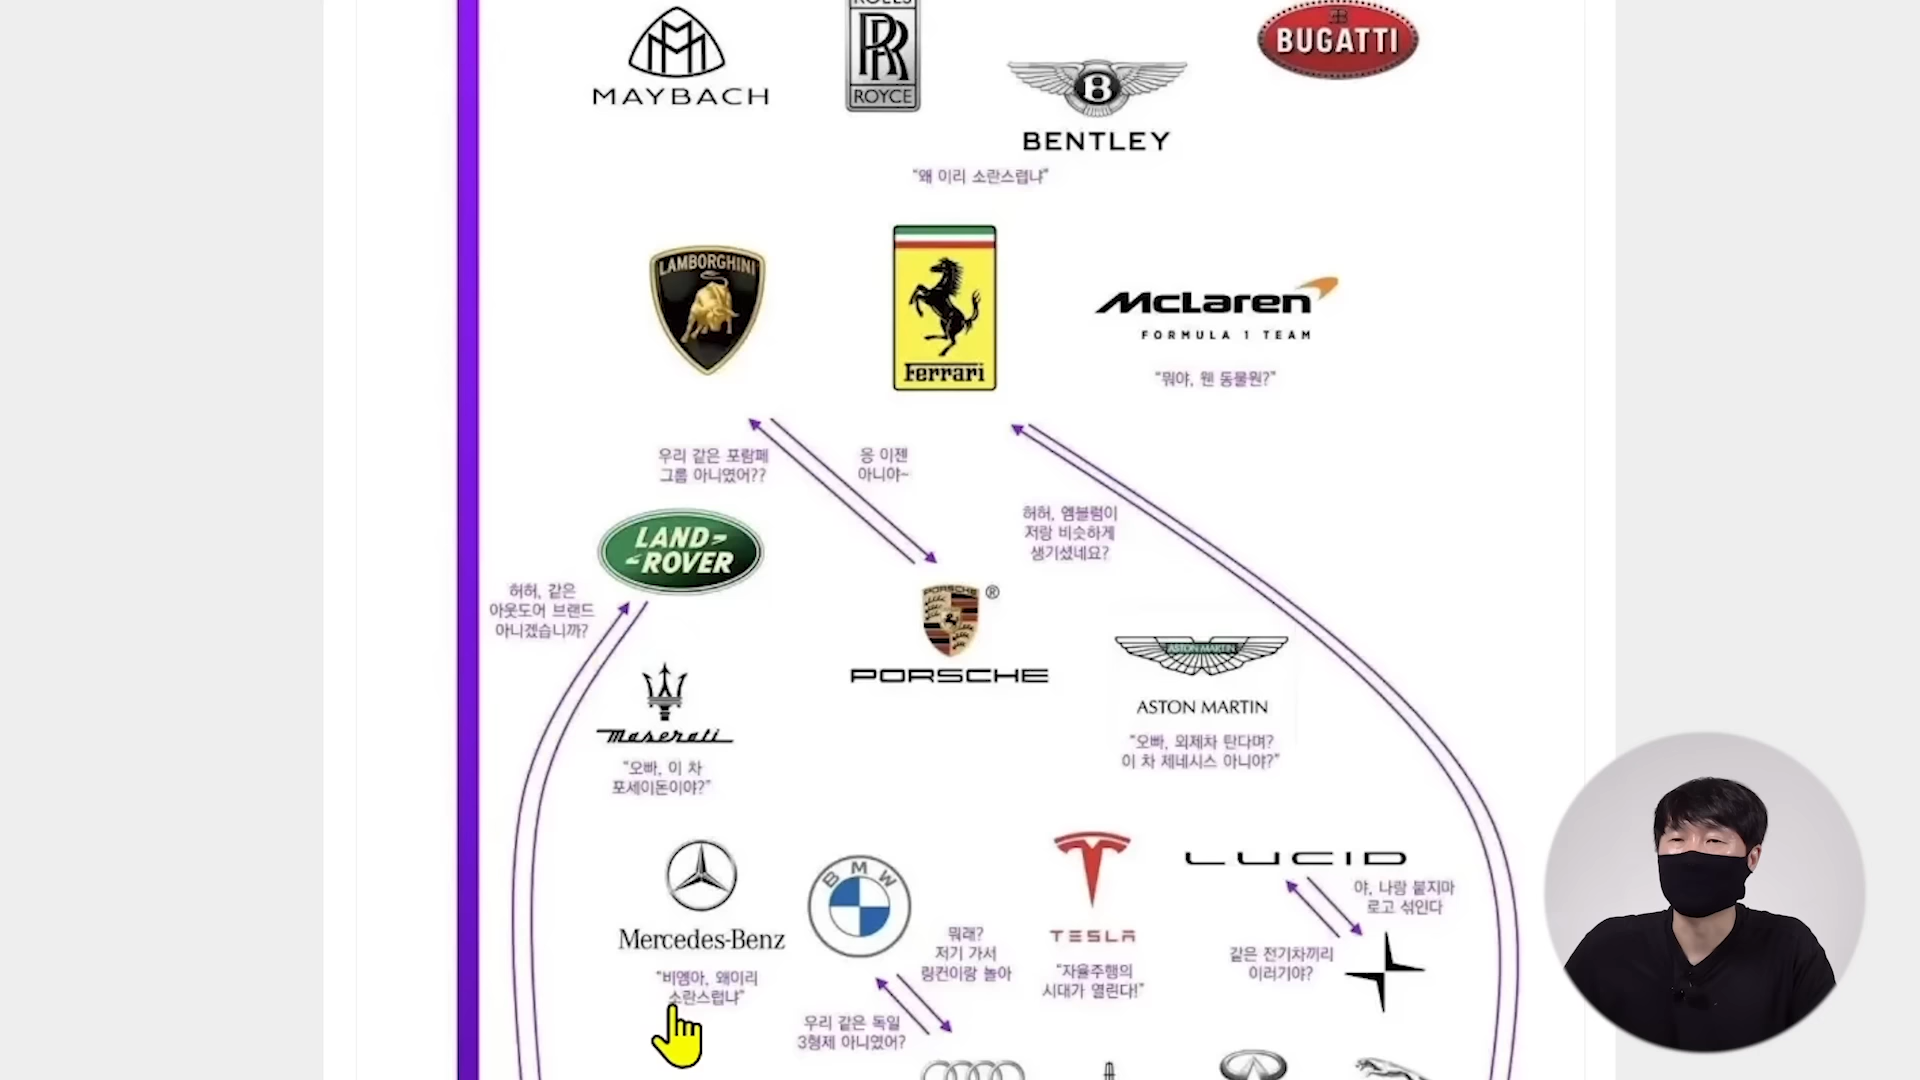 MAYBACH
ROLLS
RR
ROYCE
B
BENTLEY
BUGATTI
"왜 이리 소란스럽냐"
LAMBORGHINI
Ferrari
McLaren
FORMULA 1 TEAM
"뭐야, 웬 동물원?"
우리 같은 포람페
그룹 아니였어??
응 이젠
아니야~
허허, 엠블럼이
저랑 비슷하게
생기셨네요?
LAND
ROVER
허허, 같은
아웃도어 브랜드
아니겠습니까?
PORSCHE ®
PORSCHE
ASTON MARTIN
ASTON MARTIN
"오빠, 외제차 탄다며?
이 차 제네시스 아니야?"
Maserati
"오빠, 이 차
포세이돈이야?"
Mercedes-Benz
"비엠아, 왜이리
소란스럽냐"
BMW
뭐래?
저기 가서
링컨이랑 놀아
우리 같은 독일
3형제 아니였어?
TESLA
"자율주행의
시대가 열린다!"
LUCID
야, 나랑 붙지마
로고 섞인다
같은 전기차끼리
이러기야?